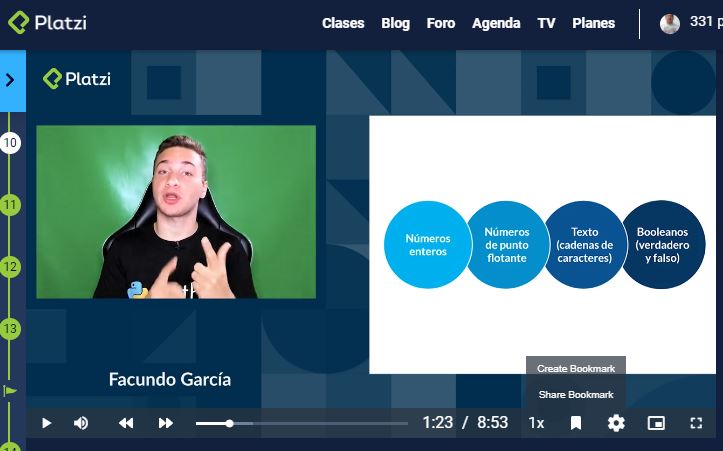 Platzi
Clases Blog Foro Agenda TV Planes
331 p
Platzi
10
11
12
13
Números
enteros
Números
de punto
flotante
Texto
(cadenas de
caracteres)
Booleanos
(verdadero
y falso)
Facundo García
Create Bookmark
Share Bookmark
1:23 / 8:53 1x